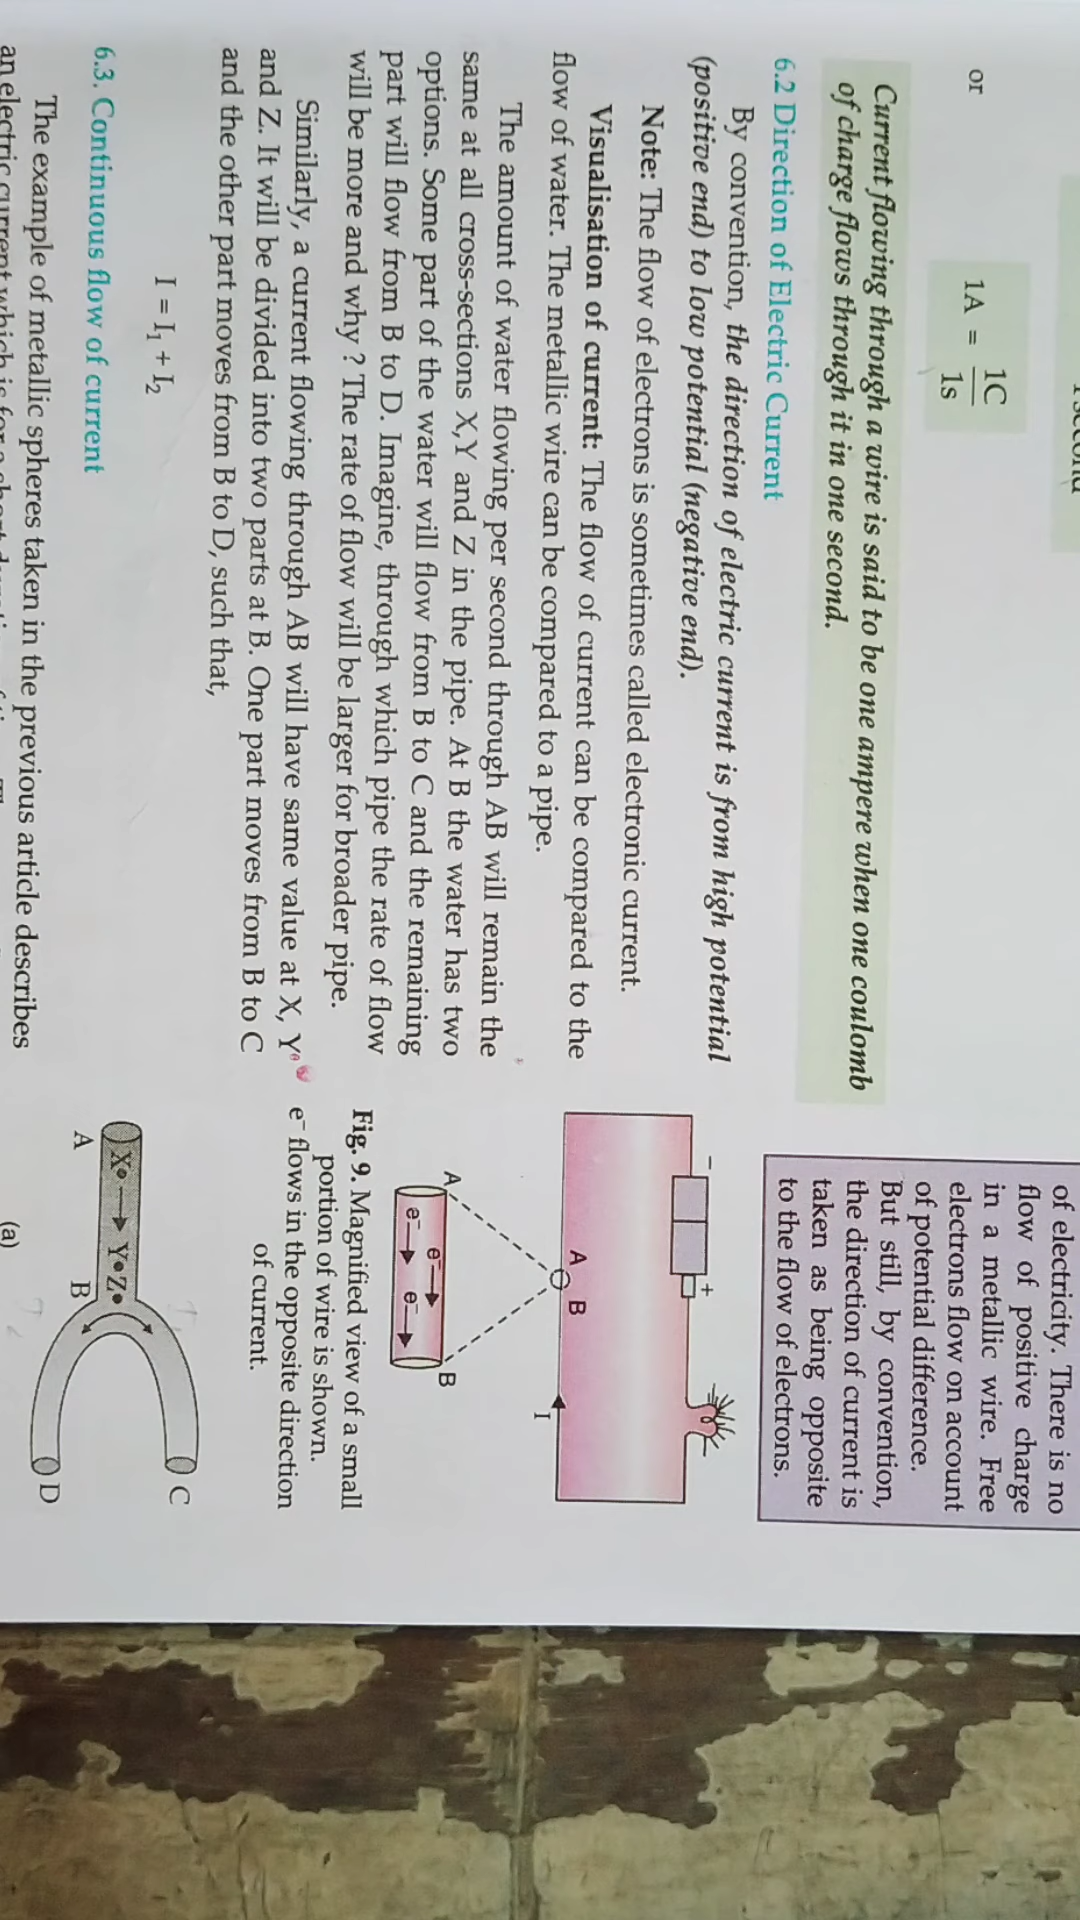 or
1A = 1C
1s
Current flowing through a wire is said to be one ampere when one coulomb
of charge flows through it in one second.
6.2 Direction of Electric Current
By convention, the direction of electric current is from high potential
(positive end) to low potential (negative end).
Note: The flow of electrons is sometimes called electronic current.
Visualisation of current: The flow of current can be compared to the
flow of water. The metallic wire can be compared to a pipe.
The amount of water flowing per second through AB will remain the
same at all cross-sections X, Y and Z in the pipe. At B the water has two
options. Some part of the water will flow from B to C and the remaining
part will flow from B to D. Imagine, through which pipe the rate of flow
will be more and why ? The rate of flow will be larger for broader pipe.
Similarly, a current flowing through AB will have same value at X, Y
and Z. It will be divided into two parts at B. One part moves from B to C
and the other part moves from B to D, such that,
I = I₁ + I₂
6.3. Continuous flow of current
The example of metallic spheres taken in the previous article describes
an electric current which is for a short
of electricity. There is no
flow of positive charge
in a metallic wire. Free
electrons flow on account
of potential difference.
But still, by convention,
the direction of current is
taken as being opposite
to the flow of electrons.
− +
A B
I
A B
e⁻
e⁻ e⁻
Fig. 9. Magnified view of a small
portion of wire is shown.
e⁻ flows in the opposite direction
of current.
C
X Y Z
A B
D
(a)